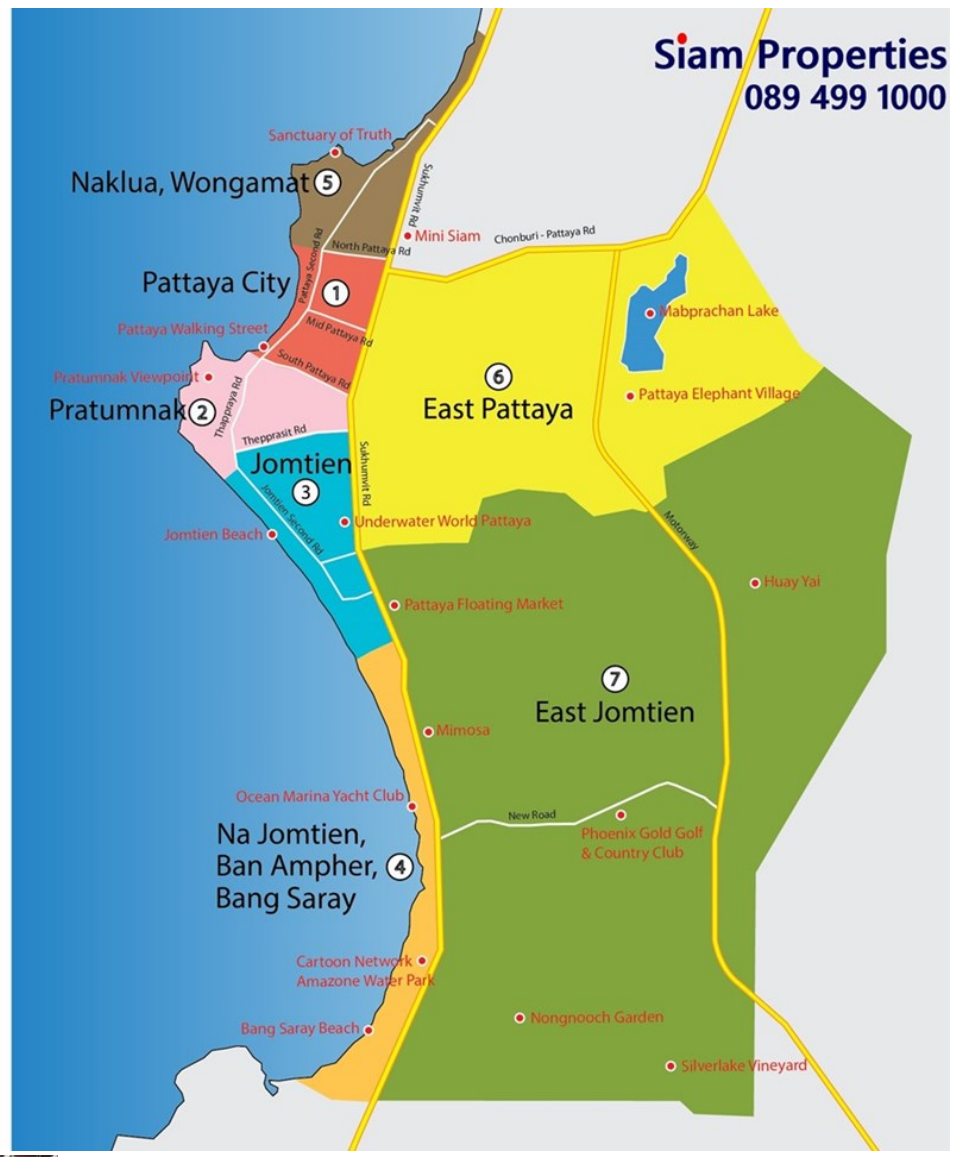 Siam Properties
089 499 1000
Sanctuary of Truth
Naklua, Wongamat 5
Sukhumvit Rd
Mini Siam
Chonburi - Pattaya Rd
North Pattaya Rd
Pattaya Second Rd
Pattaya City
1
Mabprachan Lake
Mid Pattaya Rd
Pattaya Walking Street
South Pattaya Rd
Pratumnak Viewpoint
6
East Pattaya
Pattaya Elephant Village
Pratumnak 2
Thappraya Rd
Thepprasit Rd
Jomtien
3
Sukhumvit Rd
Jomtien Second Rd
Underwater World Pattaya
Jomtien Beach
Motorway
Huay Yai
Pattaya Floating Market
7
East Jomtien
Mimosa
Ocean Marina Yacht Club
New Road
Phoenix Gold Golf
& Country Club
Na Jomtien,
Ban Ampher, 4
Bang Saray
Cartoon Network
Amazone Water Park
Nongnooch Garden
Bang Saray Beach
Silverlake Vineyard